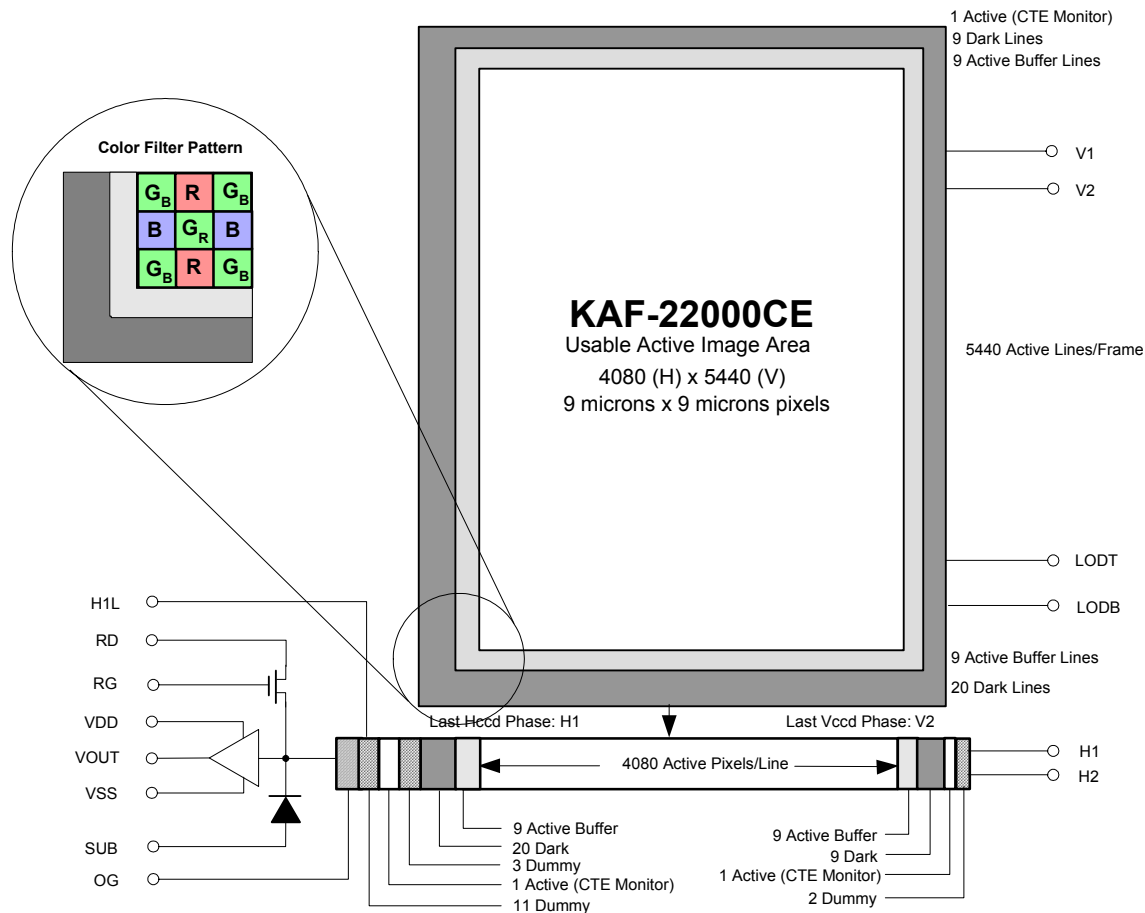 1 Active (CTE Monitor)
9 Dark Lines
9 Active Buffer Lines
Color Filter Pattern
GB R GB
B GR B
GB R GB
V1
V2
KAF-22000CE
Usable Active Image Area
4080 (H) x 5440 (V)
9 microns x 9 microns pixels
5440 Active Lines/Frame
LODT
LODB
9 Active Buffer Lines
20 Dark Lines
H1L
RD
RG
VDD
VOUT
VSS
SUB
OG
Last Hccd Phase: H1
Last Vccd Phase: V2
4080 Active Pixels/Line
H1
H2
9 Active Buffer
20 Dark
3 Dummy
1 Active (CTE Monitor)
11 Dummy
9 Active Buffer
9 Dark
1 Active (CTE Monitor)
2 Dummy